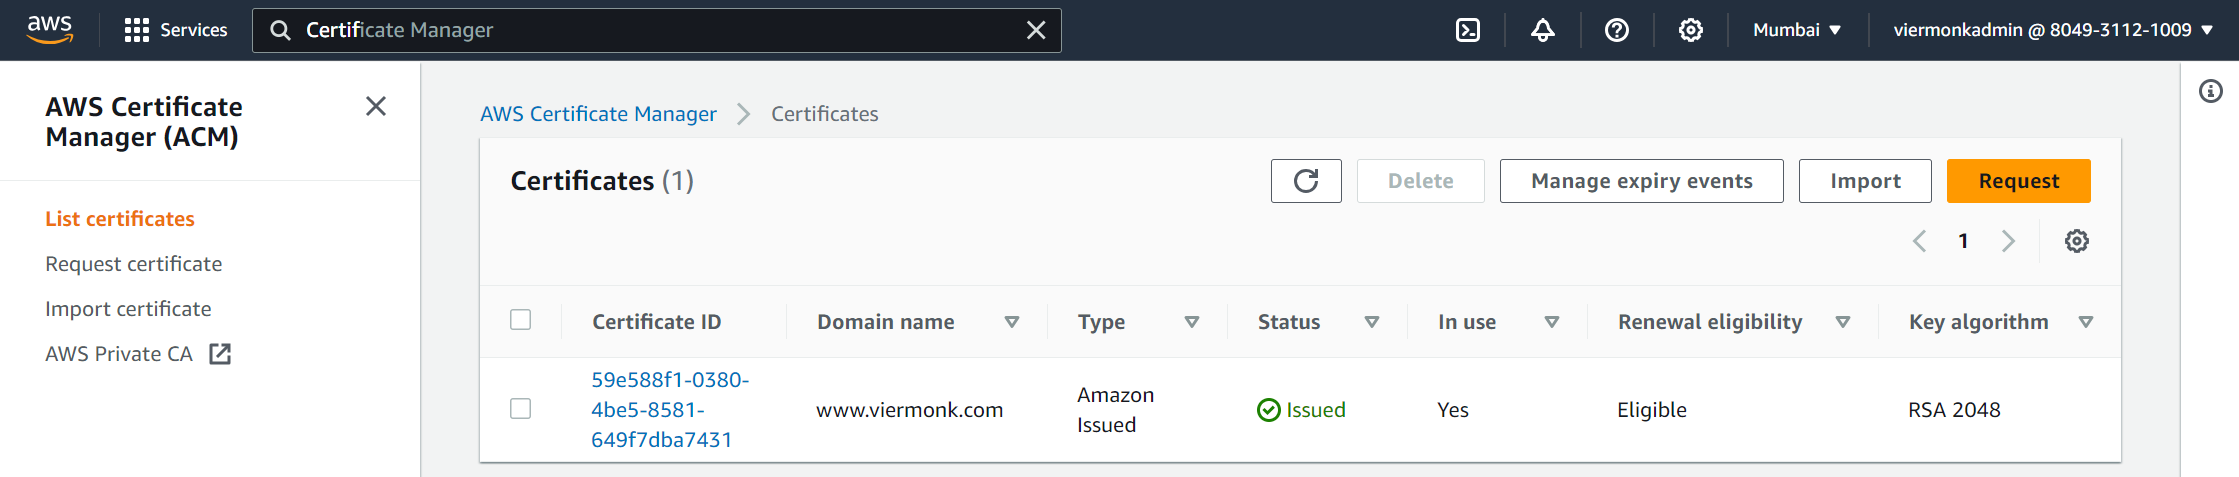 aws
Services
Certificate Manager
Mumbai
viermonkadmin @ 8049-3112-1009
AWS Certificate
Manager (ACM)
List certificates
Request certificate
Import certificate
AWS Private CA
AWS Certificate Manager
Certificates
Certificates (1)
Delete
Manage expiry events
Import
Request
1
Certificate ID
Domain name
Type
Status
In use
Renewal eligibility
Key algorithm
59e588f1-0380-
4be5-8581-
649f7dba7431
www.viermonk.com
Amazon
Issued
Issued
Yes
Eligible
RSA 2048